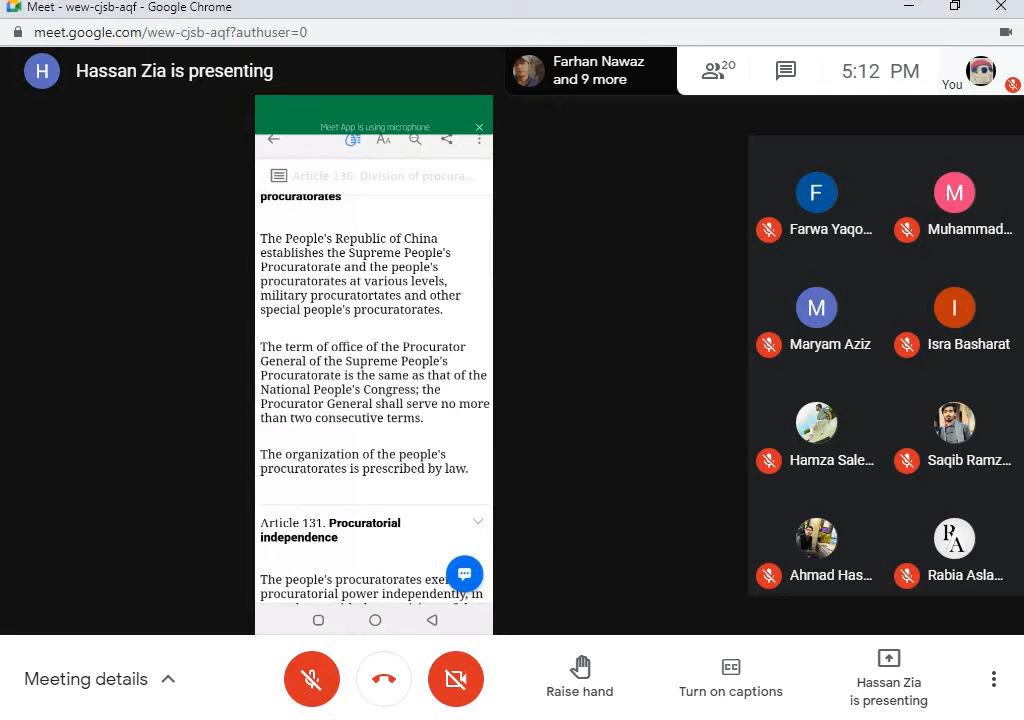 Meet - wew-cjsb-aqf - Google Chrome
meet.google.com/wew-cjsb-aqf?authuser=0
H
Hassan Zia is presenting
Farhan Nawaz
and 9 more
20
5:12 PM
You
Meet App is using microphone
AA
Article 130. Division of procura...
procuratorates
The People's Republic of China
establishes the Supreme People's
Procuratorate and the people's
procuratorates at various levels,
military procuratortates and other
special people's procuratorates.
The term of office of the Procurator
General of the Supreme People's
Procuratorate is the same as that of the
National People's Congress; the
Procurator General shall serve no more
than two consecutive terms.
The organization of the people's
procuratorates is prescribed by law.
Article 131. Procuratorial
independence
The people's procuratorates
procuratorial power independently, in
F
Farwa Yaqo...
M
Muhammad...
M
Maryam Aziz
I
Isra Basharat
Hamza Sale...
Saqib Ramz...
Ahmad Has...
RA
Rabia Asla...
Meeting details
Raise hand
CC
Turn on captions
Hassan Zia
is presenting